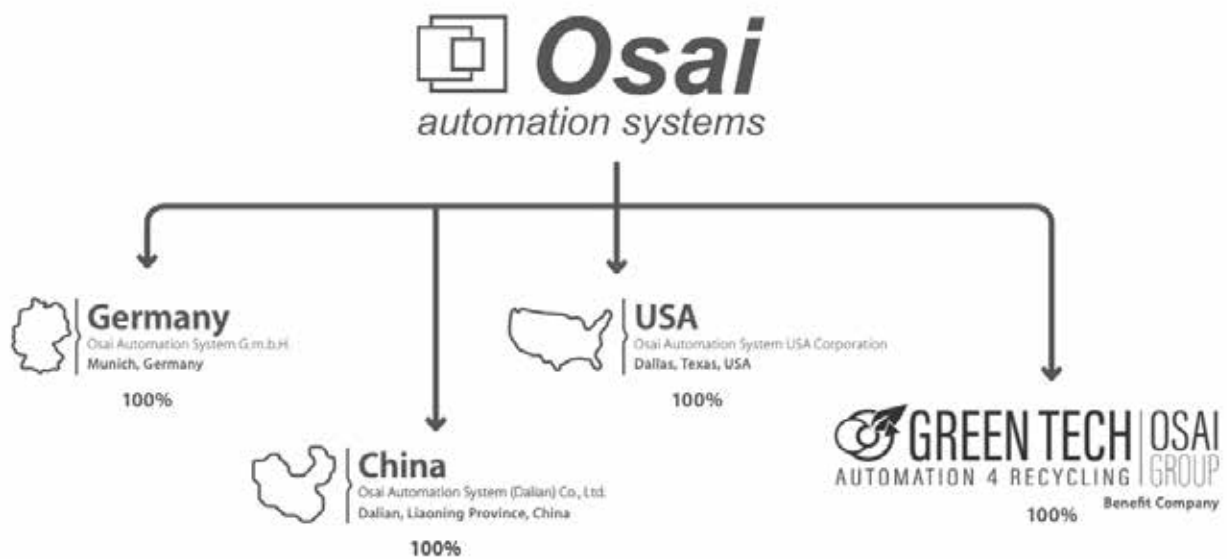 Osai
automation systems
Germany
Osai Automation System G.m.b.H.
Munich, Germany
100%
USA
Osai Automation System USA Corporation
Dallas, Texas, USA
100%
China
Osai Automation System (Dalian) Co., Ltd.
Dalian, Liaoning Province, China
100%
GREEN TECH OSAI
AUTOMATION 4 RECYCLING GROUP
Benefit Company
100%